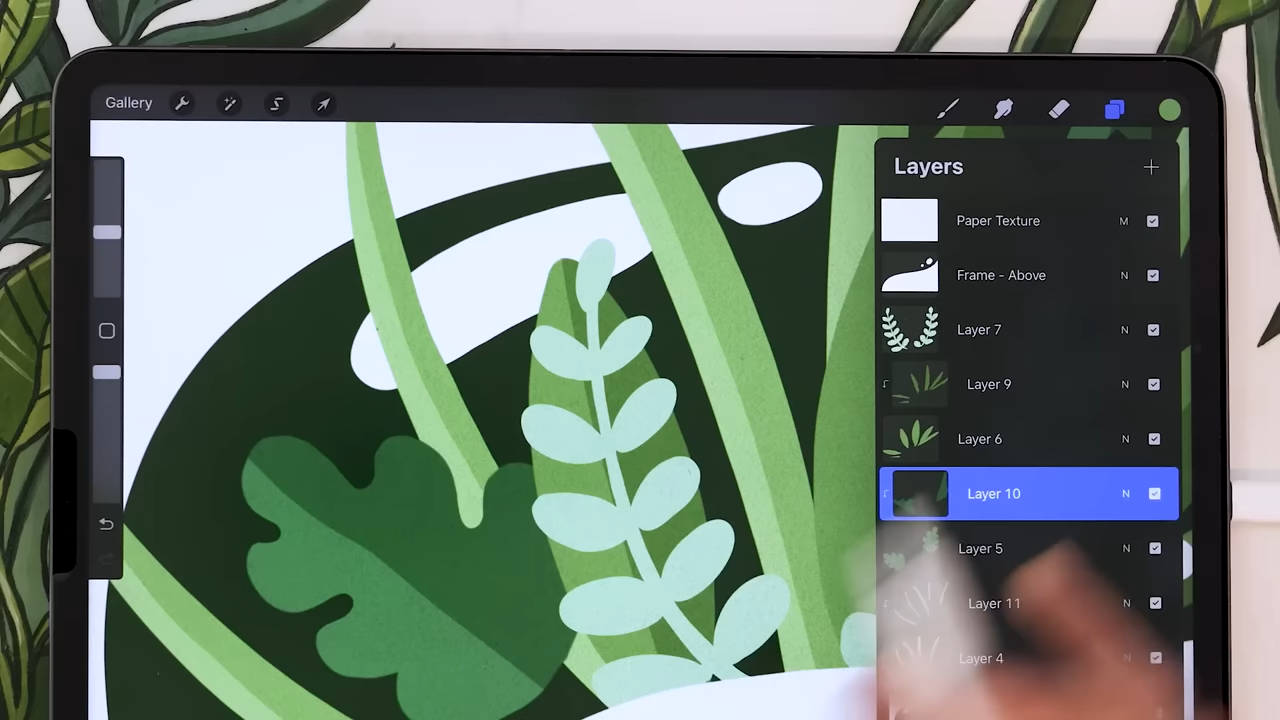 Gallery
Layers
Paper Texture M
Frame - Above N
Layer 7 N
Layer 9 N
Layer 6 N
Layer 10 N
Layer 5 N
Layer 11 N
Layer 4 N